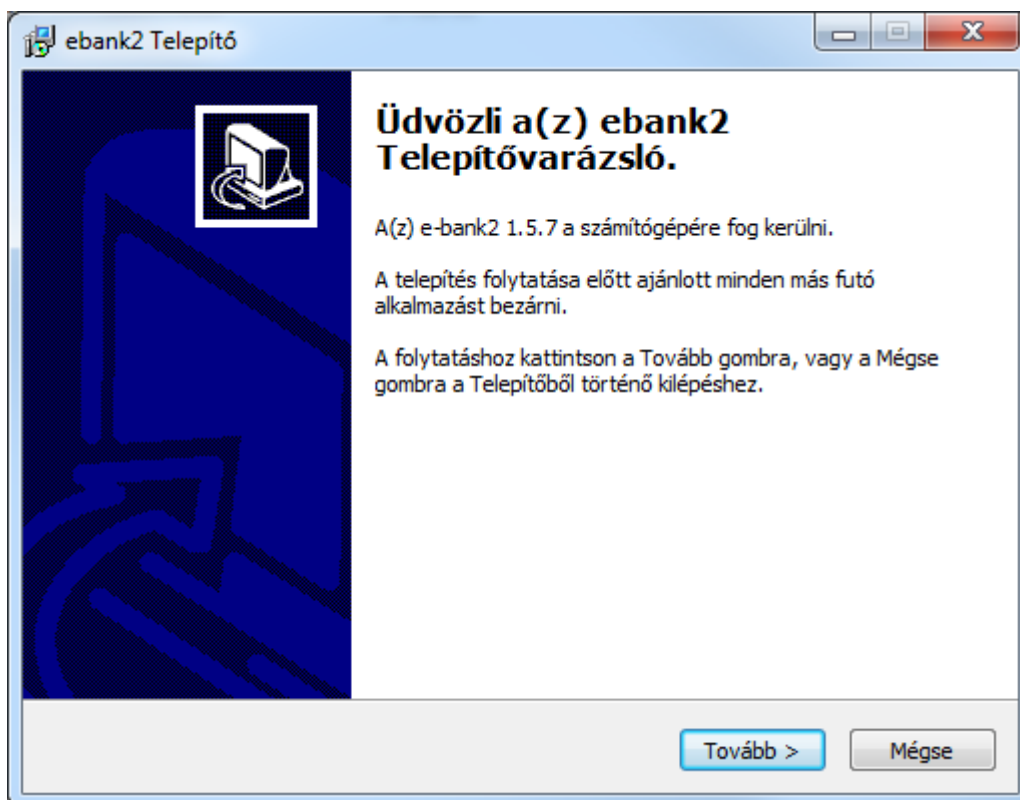 ebank2 Telepítő
Üdvözli a(z) ebank2
Telepítővarázsló.
A(z) e-bank2 1.5.7 a számítógépére fog kerülni.
A telepítés folytatása előtt ajánlott minden más futó
alkalmazást bezárni.
A folytatáshoz kattintson a Tovább gombra, vagy a Mégse
gombra a Telepítőből történő kilépéshez.
Tovább >
Mégse